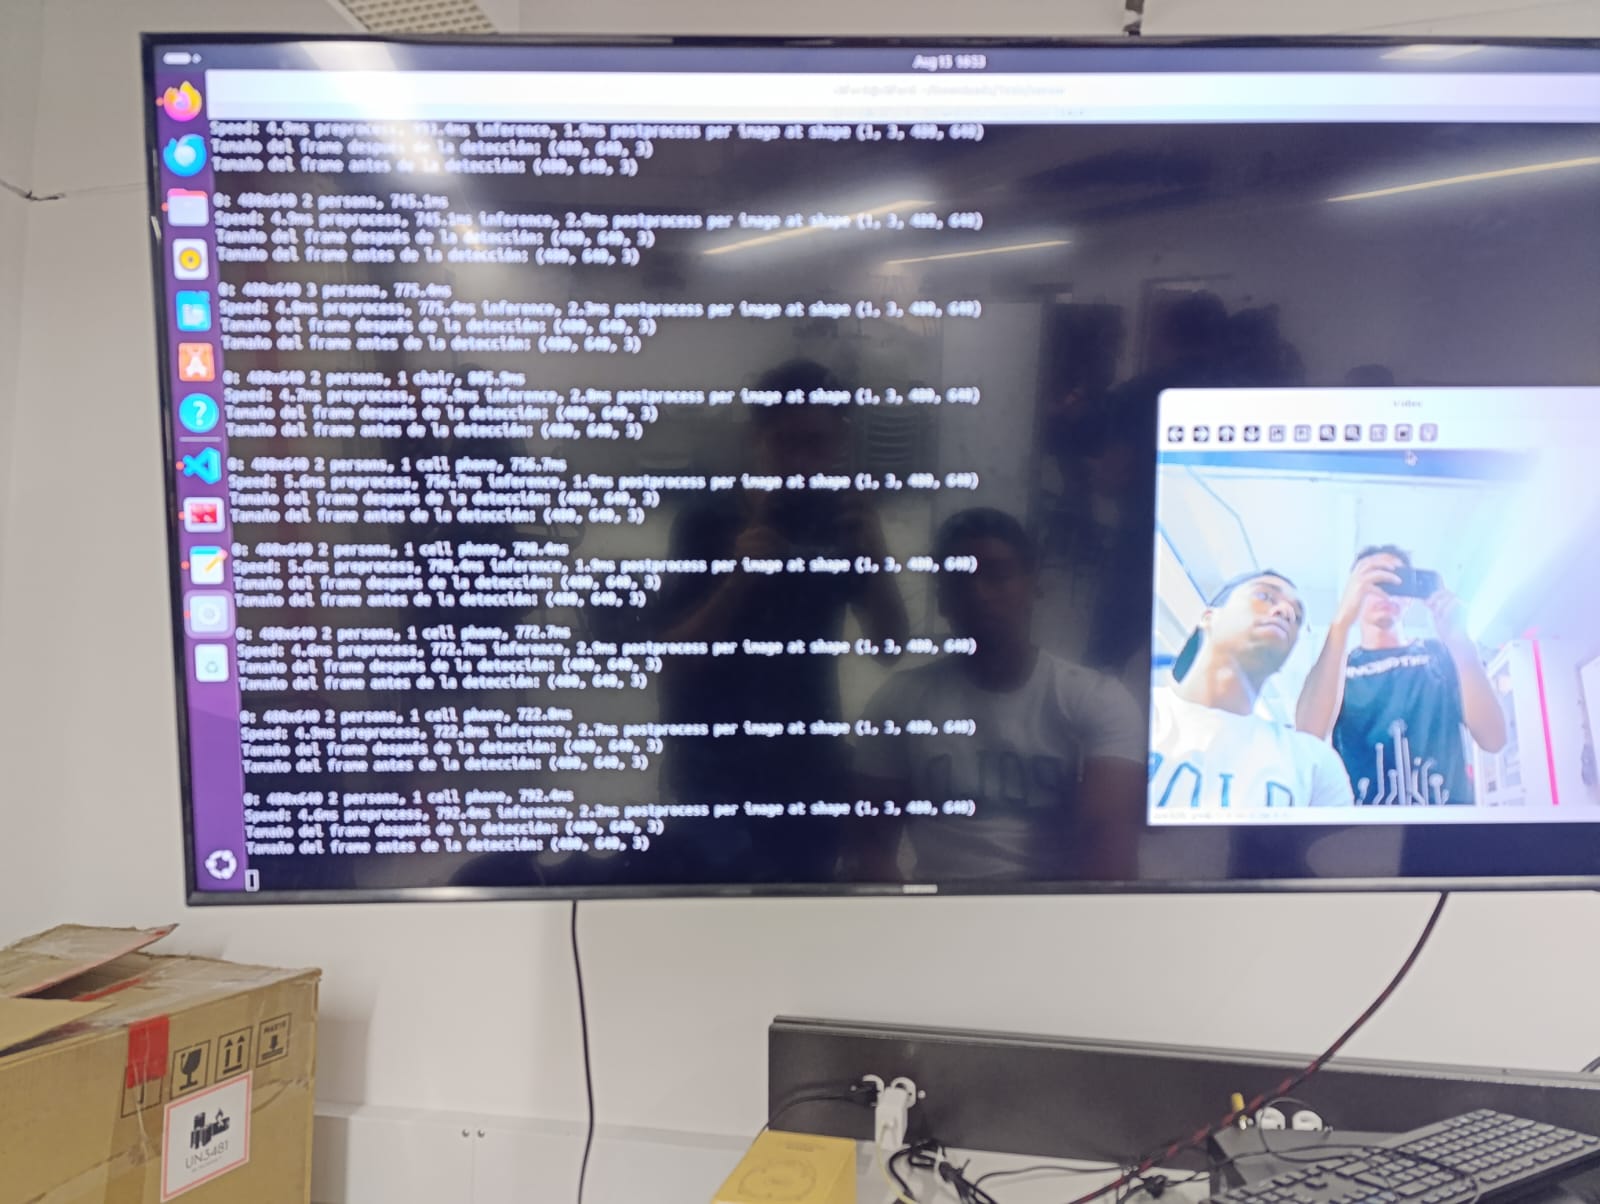 Aug 13 16:53
Speed: 4.9ms preprocess, inference, 1.9ms postprocess per image at shape (1, 3, 480, 640)
Tamaño del frame después de la detección: (480, 640, 3)
Tamaño del frame antes de la detección: (480, 640, 3)
0: 480x640 2 persons, 745.1ms
Speed: 4.9ms preprocess, 745.1ms inference, 2.9ms postprocess per image at shape (1, 3, 480, 640)
Tamaño del frame después de la detección: (480, 640, 3)
Tamaño del frame antes de la detección: (480, 640, 3)
0: 480x640 3 persons, 775.4ms
Speed: 4.0ms preprocess, 775.4ms inference, 2.3ms postprocess per image at shape (1, 3, 480, 640)
Tamaño del frame después de la detección: (480, 640, 3)
Tamaño del frame antes de la detección: (480, 640, 3)
0: 480x640 2 persons, 1 chair, 805.9ms
Speed: 4.7ms preprocess, 805.9ms inference, 2.8ms postprocess per image at shape (1, 3, 480, 640)
Tamaño del frame después de la detección: (480, 640, 3)
Tamaño del frame antes de la detección: (480, 640, 3)
0: 480x640 2 persons, 1 cell phone, 756.7ms
Speed: 5.6ms preprocess, 756.7ms inference, 1.9ms postprocess per image at shape (1, 3, 480, 640)
Tamaño del frame después de la detección: (480, 640, 3)
Tamaño del frame antes de la detección: (480, 640, 3)
0: 480x640 2 persons, 1 cell phone, 790.4ms
Speed: 5.6ms preprocess, 790.4ms inference, 1.9ms postprocess per image at shape (1, 3, 480, 640)
Tamaño del frame después de la detección: (480, 640, 3)
Tamaño del frame antes de la detección: (480, 640, 3)
0: 480x640 2 persons, 1 cell phone, 772.7ms
Speed: 4.6ms preprocess, 772.7ms inference, 2.9ms postprocess per image at shape (1, 3, 480, 640)
Tamaño del frame después de la detección: (480, 640, 3)
Tamaño del frame antes de la detección: (480, 640, 3)
0: 480x640 2 persons, 1 cell phone, 722.0ms
Speed: 4.9ms preprocess, 722.0ms inference, 2.7ms postprocess per image at shape (1, 3, 480, 640)
Tamaño del frame después de la detección: (480, 640, 3)
Tamaño del frame antes de la detección: (480, 640, 3)
0: 480x640 2 persons, 1 cell phone, 792.4ms
Speed: 4.6ms preprocess, 792.4ms inference, 2.2ms postprocess per image at shape (1, 3, 480, 640)
Tamaño del frame después de la detección: (480, 640, 3)
Tamaño del frame antes de la detección: (480, 640, 3)
Video
UN3481